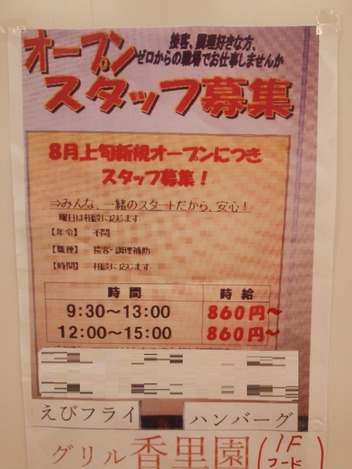 オープン
接客、調理好きな方、
ゼロからの職場でお仕事しませんか
スタッフ募集
8月上旬新規オープンにつき
スタッフ募集！
⇒みんな、一緒のスタートだから、安心！
曜日は相談に応じます
【年令】 不問
【職種】 接客・調理補助
【時間】 相談に応じます
時間 時給
9:30～13:00 860円～
12:00～15:00 860円～
えびフライ ハンバーグ
グリル香里園（1F
フード